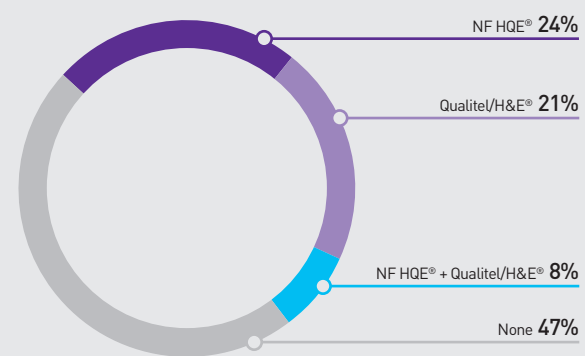 NF HQE® 24%
Qualitel/H&E® 21%
NF HQE® + Qualitel/H&E® 8%
None 47%